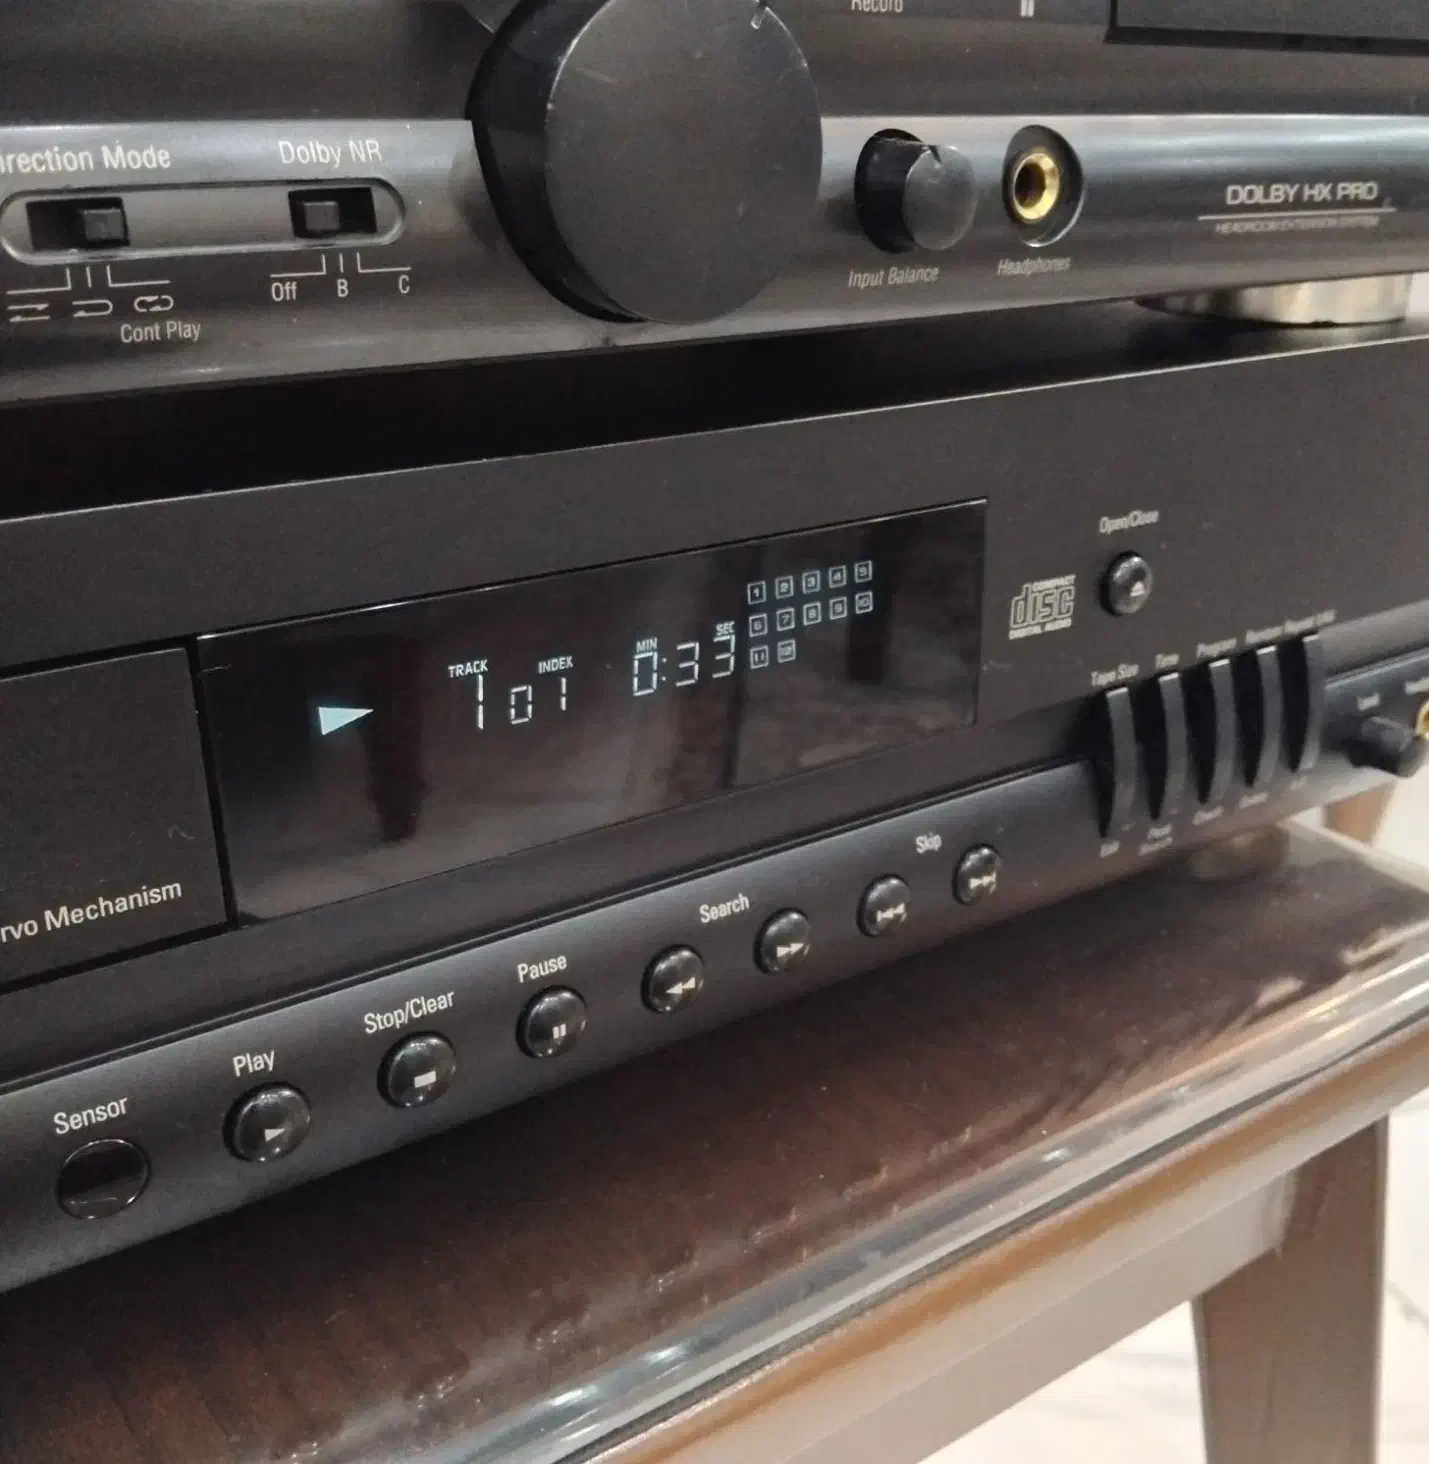 Record
irection Mode
Dolby NR
Cont Play
Off B C
Input Balance
Headphones
DOLBY HX PRO
HEADROOM EXTENSION SYSTEM
TRACK INDEX MIN SEC
1 01 0:33
1 2 3 4 5
6 7 8 9 10
11 12
COMPACT
disc
DIGITAL AUDIO
Open/Close
Tape Size
Time
Program
rvo Mechanism
Sensor
Play
Stop/Clear
Pause
Search
Skip